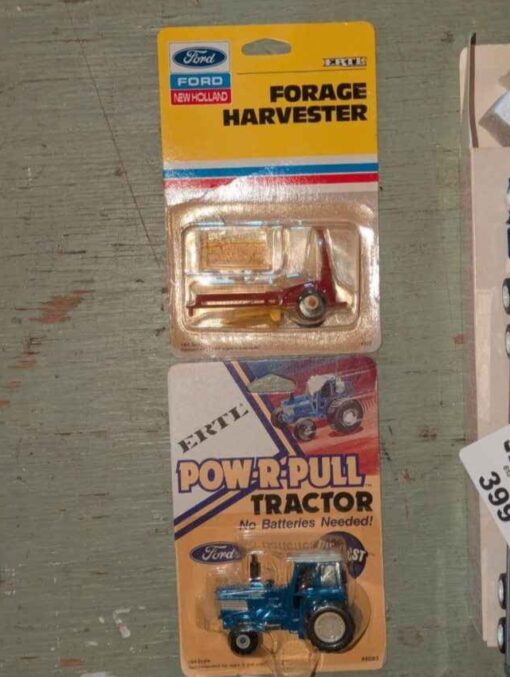 Ford
FORD
NEW HOLLAND
ERTL
FORAGE
HARVESTER
ERTL
POW-R-PULL
TRACTOR
No Batteries Needed!
Ford
399